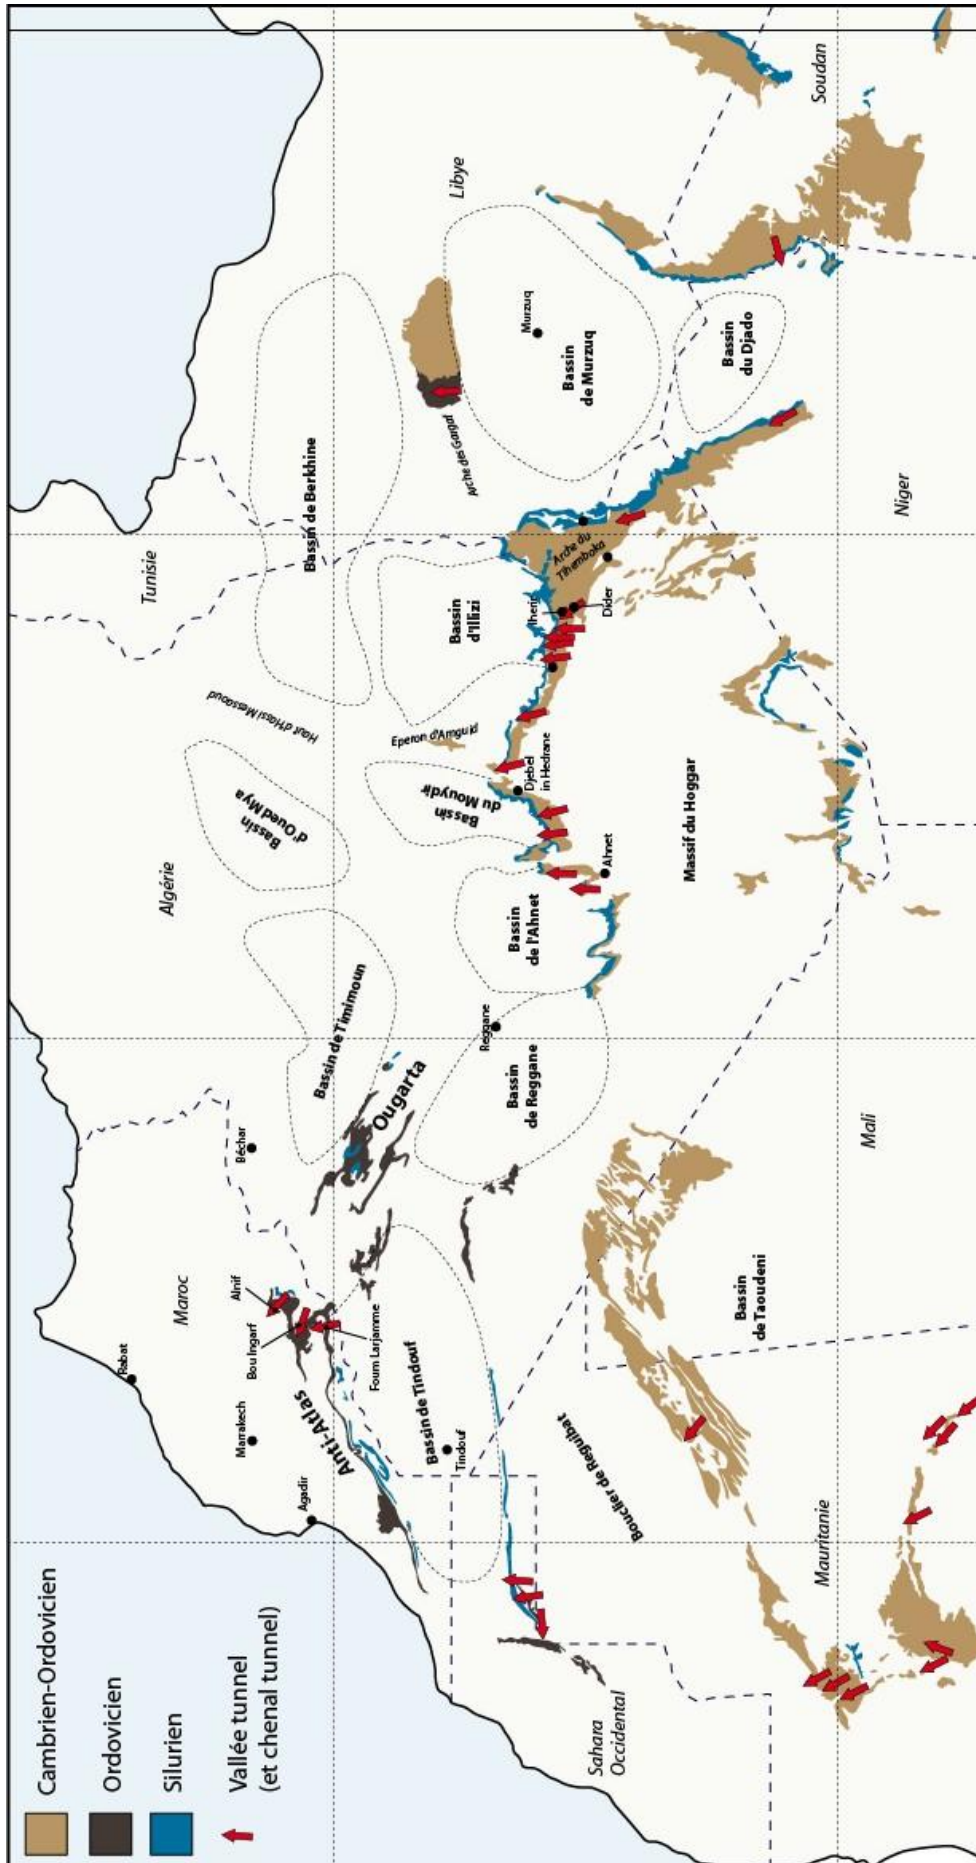 Cambrien-Ordovicien
Ordovicien
Silurien
Vallée tunnel
(et chenal tunnel)
Rabat
Maroc
Marrakech
Agadir
Anti-Atlas
Alnif
Bou Ingarf
Foum Larjamme
Béchar
Algérie
Tunisie
Libye
Soudan
Bassin de Tindouf
Tindouf
Ougarta
Bassin de Timimoun
Bassin
d'Oued Mya
Haut d'Hassi Messaoud
Bassin de Berkhine
Bassin
de Reggane
Reggane
Bassin
de l'Ahnet
Ahnet
Bassin
du Mouydir
Eperon d'Amguid
Djebel
in Hedrane
Bassin
d'Illizi
Iherir
Dider
Arche du
Tihemboka
Arche des Gargaf
Murzuq
Bassin
de Murzuq
Bassin
du Djado
Massif du Hoggar
Niger
Mali
Bassin
de Taoudeni
Bouclier de Reguibat
Mauritanie
Sahara
Occidental